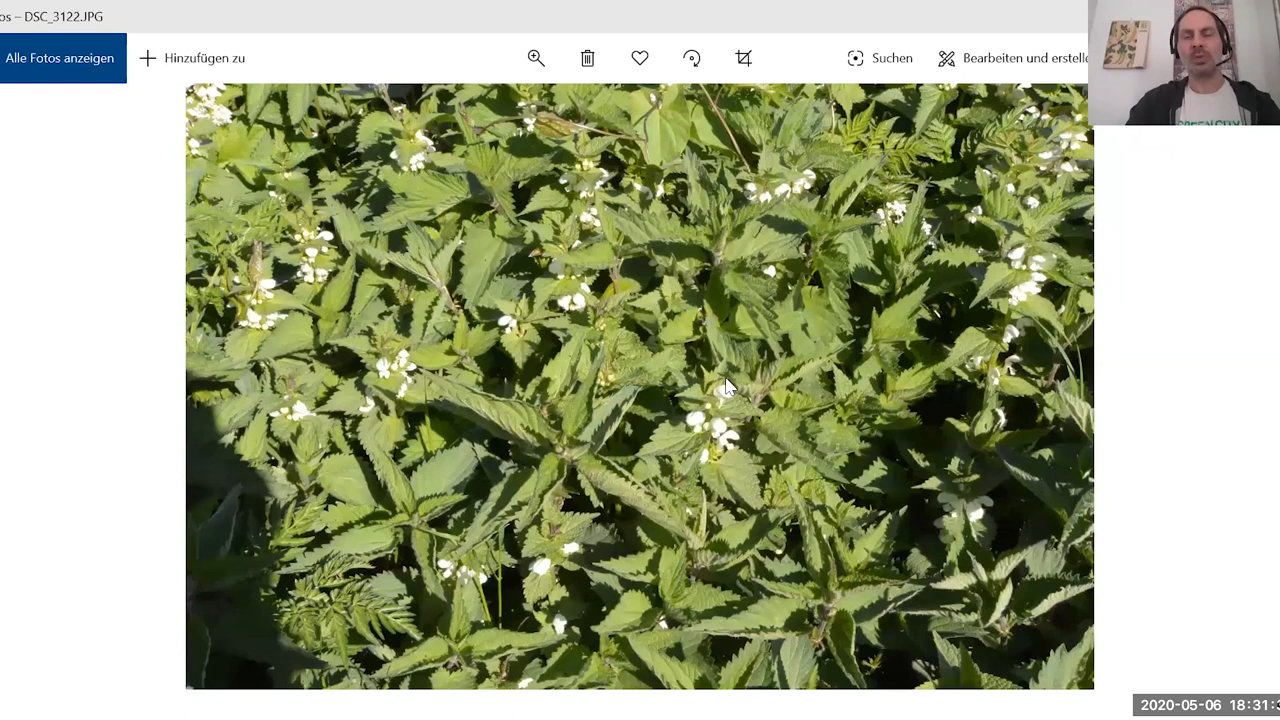 os – DSC_3122.JPG
Alle Fotos anzeigen
Hinzufügen zu
Suchen
Bearbeiten und erstelle
2020-05-06 18:31: